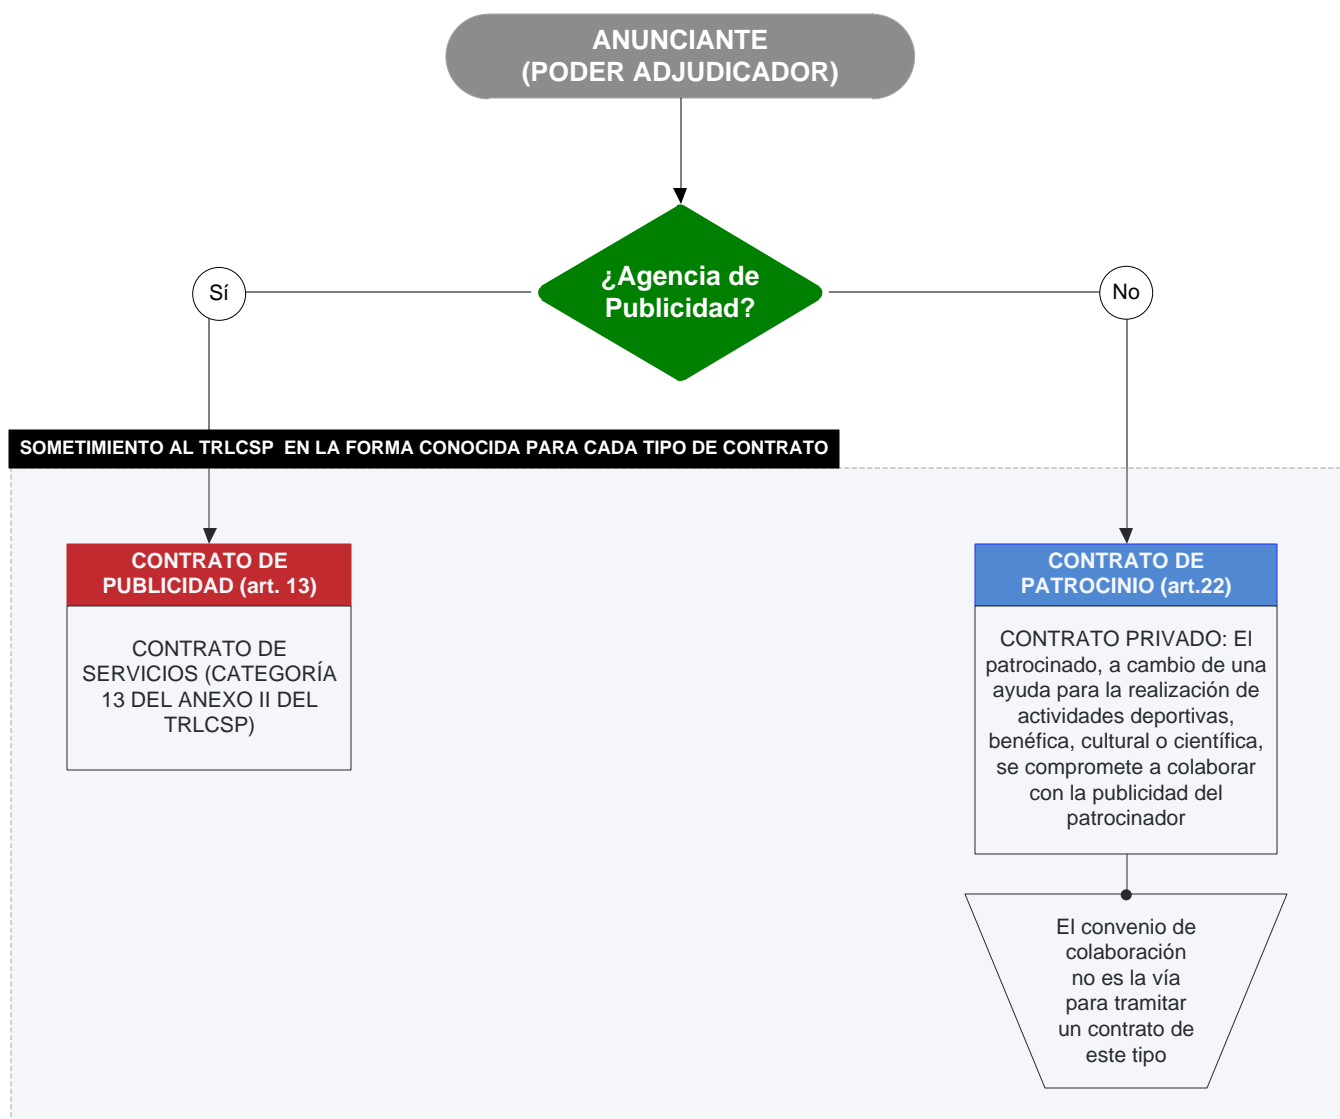 ANUNCIANTE
(PODER ADJUDICADOR)
¿Agencia de
Publicidad?
Sí
No
SOMETIMIENTO AL TRLCSP  EN LA FORMA CONOCIDA PARA CADA TIPO DE CONTRATO
CONTRATO DE
PUBLICIDAD (art. 13)
CONTRATO DE
SERVICIOS (CATEGORÍA
13 DEL ANEXO II DEL
TRLCSP)
CONTRATO DE
PATROCINIO (art.22)
CONTRATO PRIVADO: El
patrocinado, a cambio de una
ayuda para la realización de
actividades deportivas,
benéfica, cultural o científica,
se compromete a colaborar
con la publicidad del
patrocinador
El convenio de
colaboración
no es la vía
para tramitar
un contrato de
este tipo